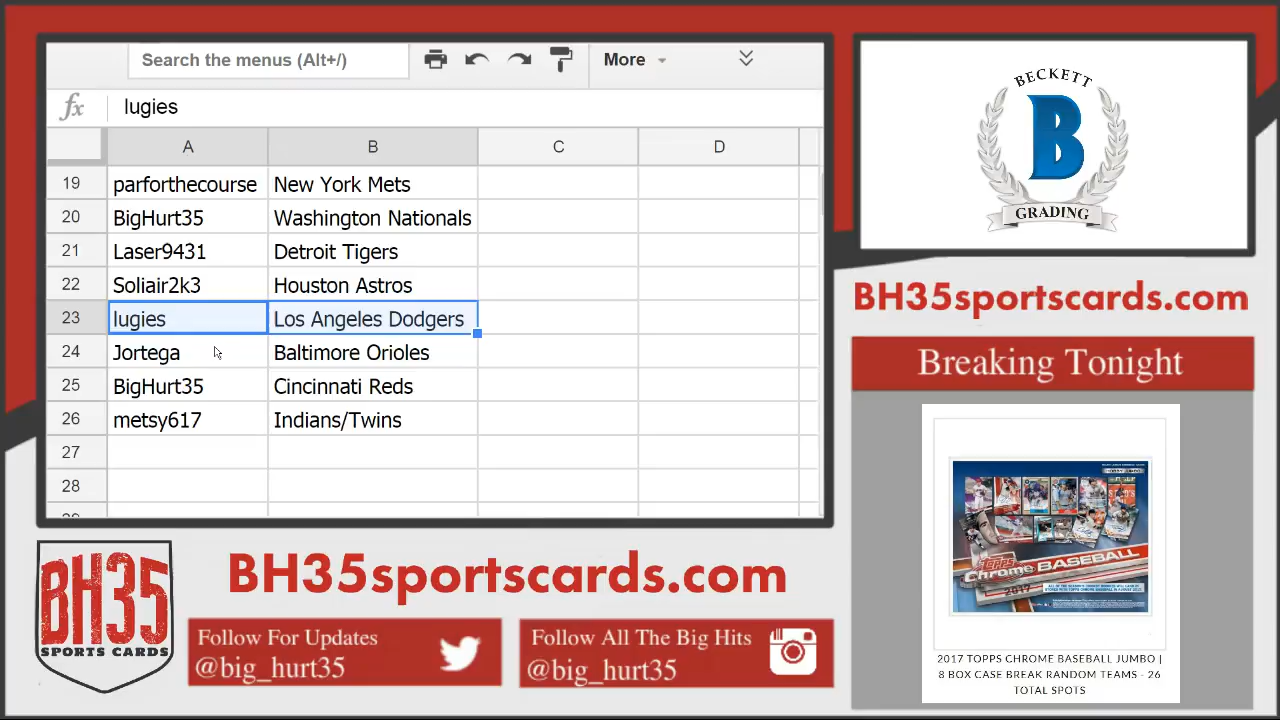 Search the menus (Alt+/)
More
fx
lugies
A B C D
19 parforthecourse New York Mets
20 BigHurt35 Washington Nationals
21 Laser9431 Detroit Tigers
22 Soliair2k3 Houston Astros
23 lugies Los Angeles Dodgers
24 Jortega Baltimore Orioles
25 BigHurt35 Cincinnati Reds
26 metsy617 Indians/Twins
27
28
BECKETT
B
GRADING
BH35sportscards.com
Breaking Tonight
Topps
Chrome BASEBALL
2017
2017 TOPPS CHROME BASEBALL JUMBO |
8 BOX CASE BREAK RANDOM TEAMS - 26
TOTAL SPOTS
BH35
SPORTS CARDS
BH35sportscards.com
Follow For Updates
@big_hurt35
Follow All The Big Hits
@big_hurt35